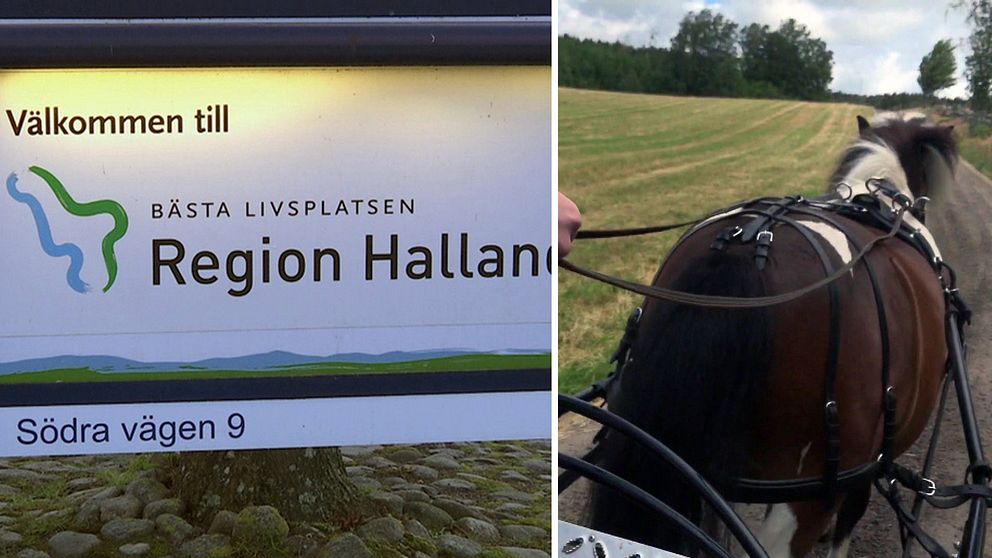 Välkommen till
BÄSTA LIVSPLATSEN
Region Hallan
Södra vägen 9